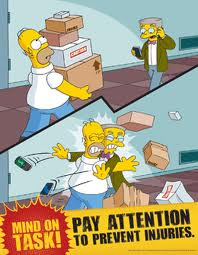 MIND ON
TASK!
PAY ATTENTION
TO PREVENT INJURIES.